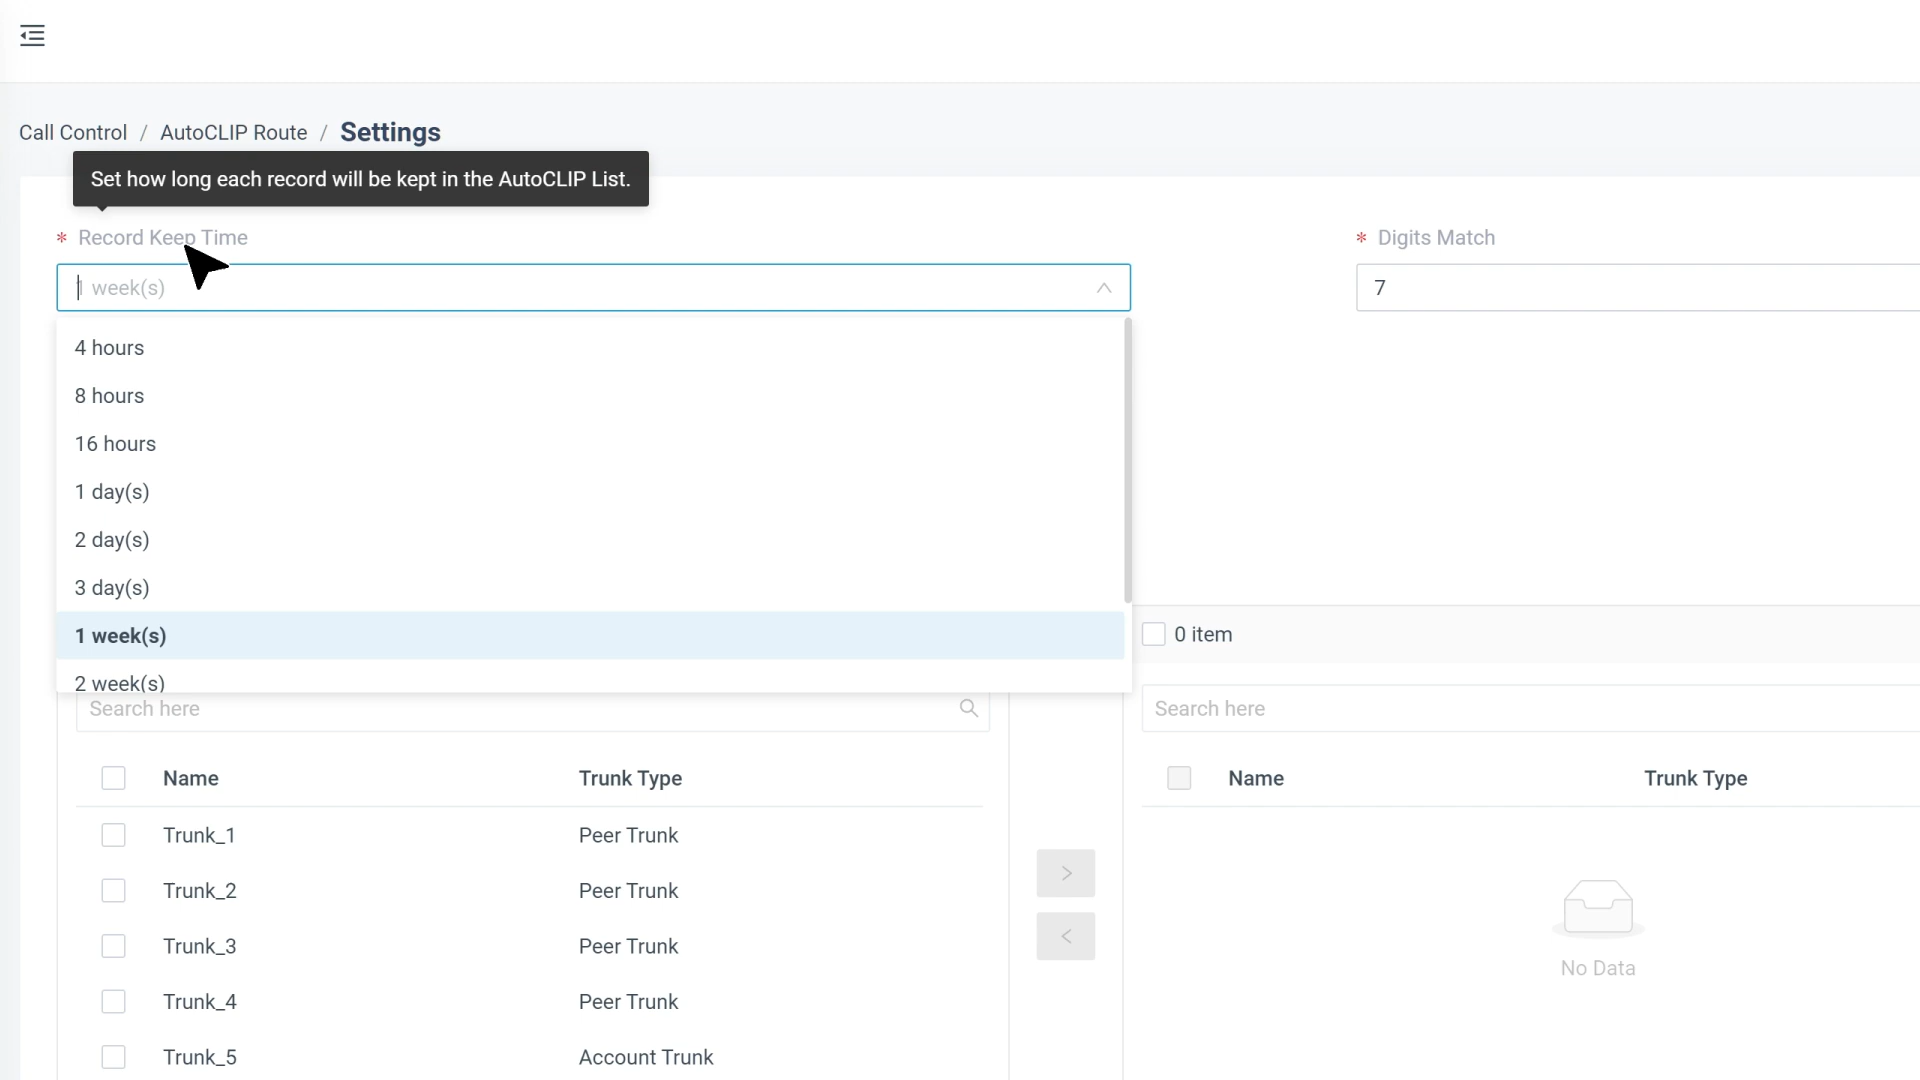 Call Control / AutoCLIP Route / Settings
Set how long each record will be kept in the AutoCLIP List.
* Record Keep Time
* Digits Match
1 week(s)
7
4 hours
8 hours
16 hours
1 day(s)
2 day(s)
3 day(s)
1 week(s)
0 item
2 week(s)
Search here
Search here
Name Trunk Type
Name Trunk Type
Trunk_1 Peer Trunk
Trunk_2 Peer Trunk
Trunk_3 Peer Trunk
No Data
Trunk_4 Peer Trunk
Trunk_5 Account Trunk